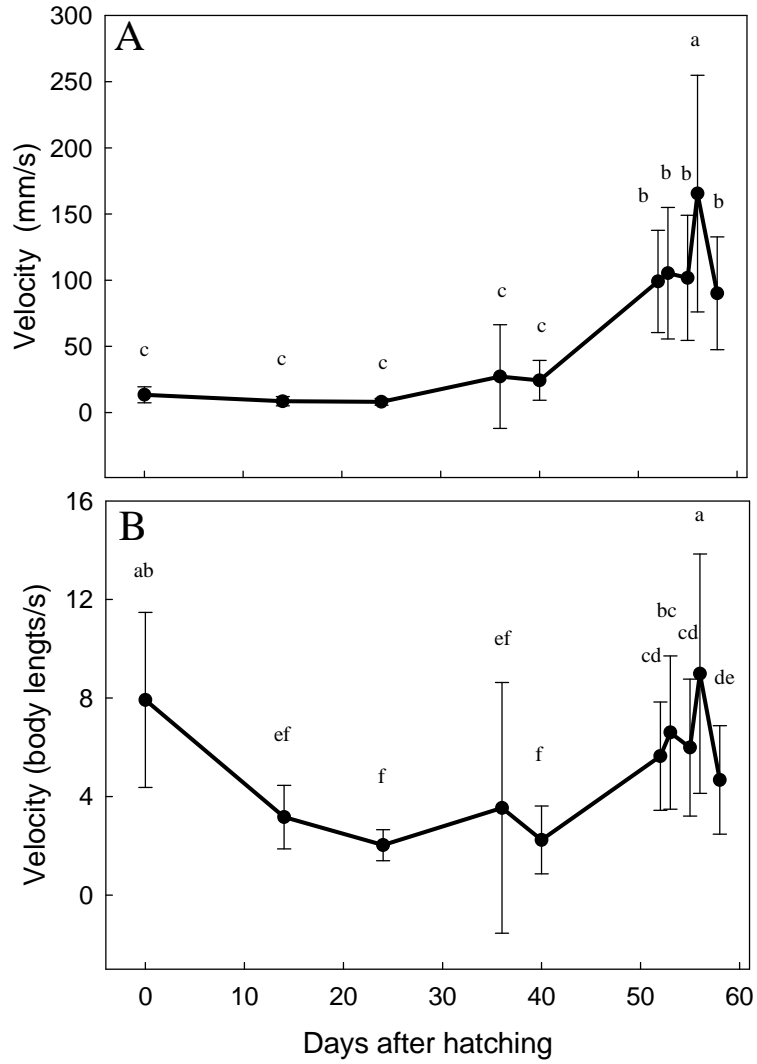 A
300
250
200
150
100
50
0
Velocity (mm/s)
c
c
c
c
c
b
b
b
a
b
B
16
12
8
4
0
Velocity (body lengts/s)
ab
ef
f
ef
f
cd
bc
cd
a
de
0 10 20 30 40 50 60
Days after hatching